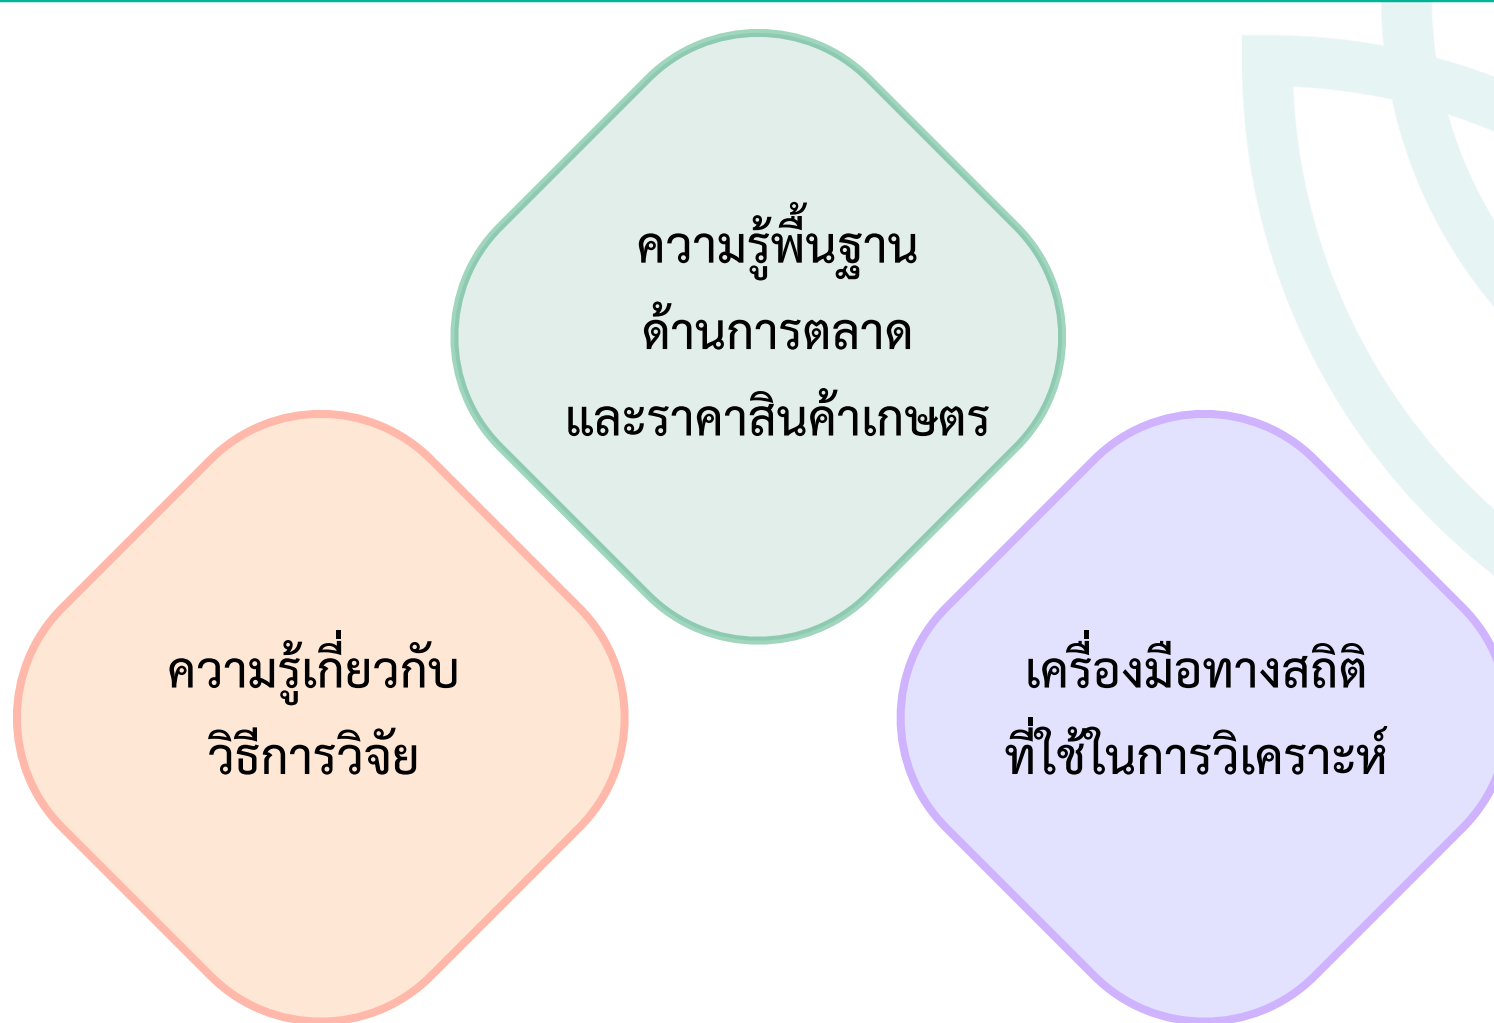 ความรู้พื้นฐาน
ด้านการตลาด
และราคาสินค้าเกษตร
ความรู้เกี่ยวกับ
วิธีการวิจัย
เครื่องมือทางสถิติ
ที่ใช้ในการวิเคราะห์